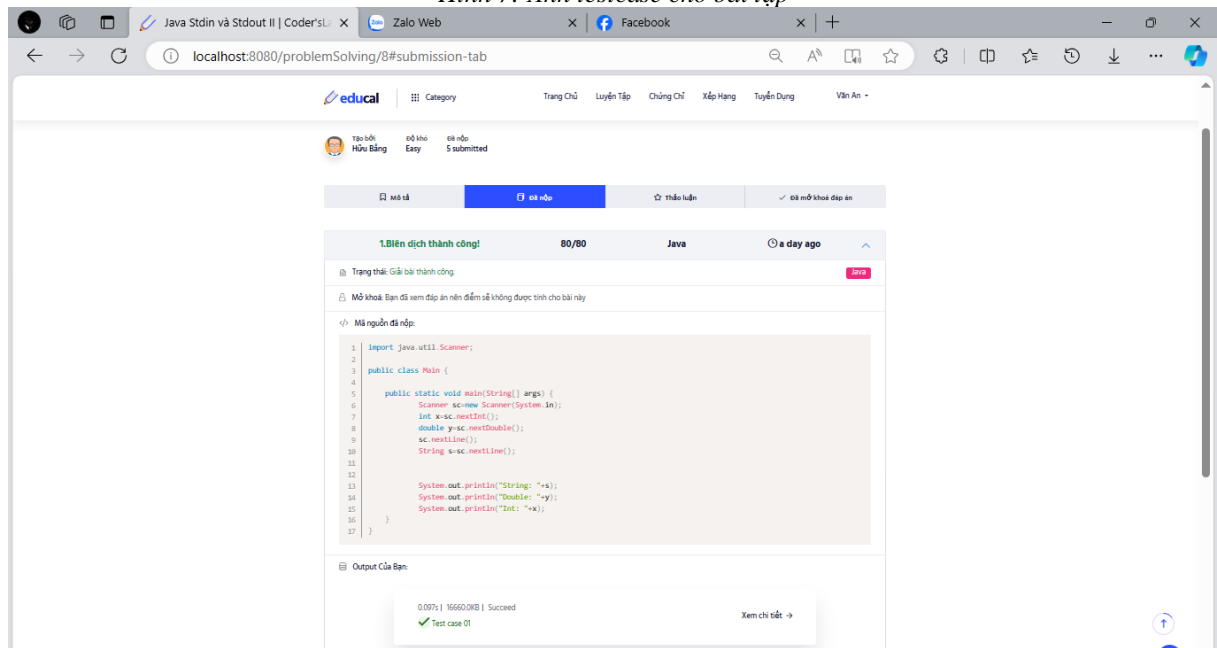 Hình 7: Ảnh testcase cho bài tập
Java Stdin và Stdout II | Coder'sL
Zalo Web
Facebook
localhost:8080/problemSolving/8#submission-tab
educal
Category
Trang Chủ
Luyện Tập
Chứng Chỉ
Xếp Hạng
Tuyển Dụng
Văn An
Tạo bởi
Độ khó
Đã nộp
Hữu Bằng
Easy
5 submitted
Mô tả
Đã nộp
Thảo luận
Đã mở khoá đáp án
1.Biên dịch thành công!
80/80
Java
a day ago
Trạng thái: Giải bài thành công.
Java
Mở khoá: Bạn đã xem đáp án nên điểm sẽ không được tính cho bài này
</> Mã nguồn đã nộp:
1 import java.util.Scanner;
2
3 public class Main {
4
5 public static void main(String[] args) {
6 Scanner sc=new Scanner(System.in);
7 int x=sc.nextInt();
8 double y=sc.nextDouble();
9 sc.nextLine();
10 String s=sc.nextLine();
11
12
13 System.out.println("String: "+s);
14 System.out.println("Double: "+y);
15 System.out.println("Int: "+x);
16 }
17 }
Output Của Bạn:
0.097s | 16660.0KB | Succeed
Test case 01
Xem chi tiết →